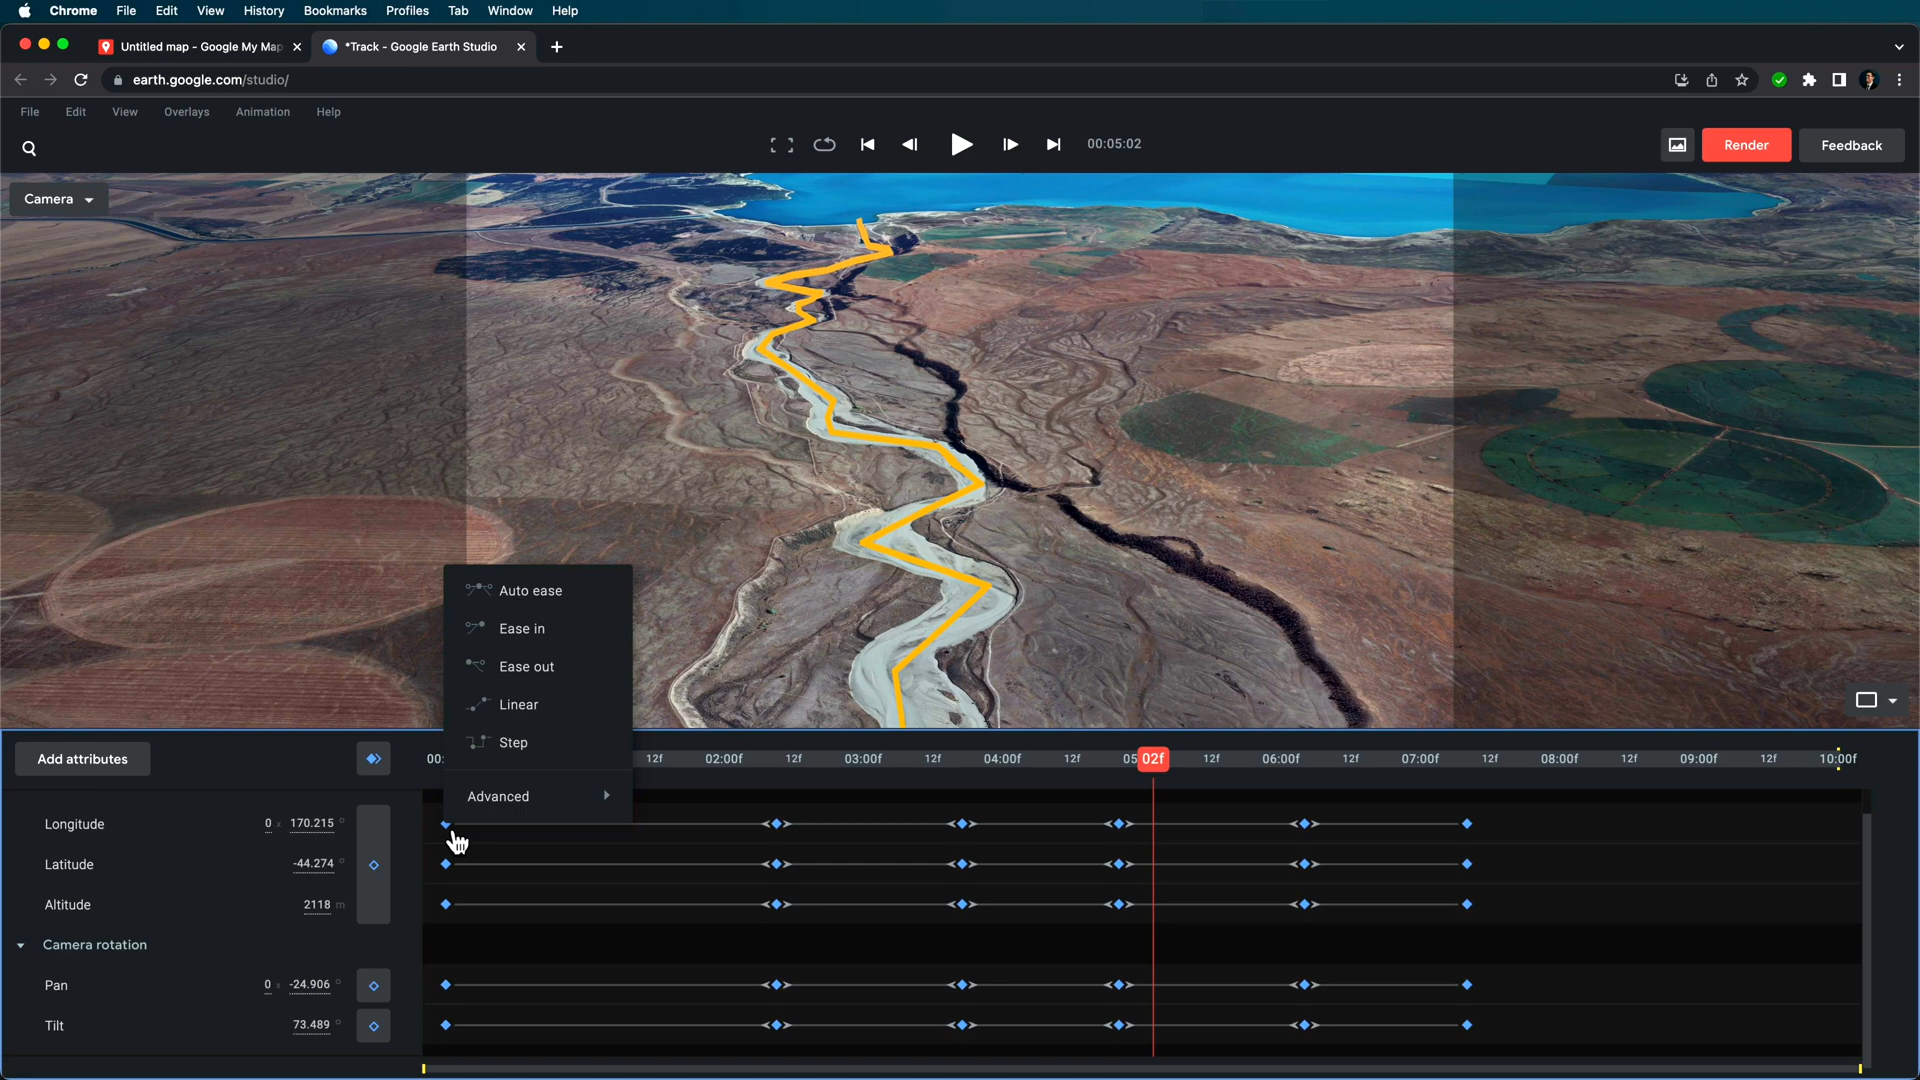 Chrome File Edit View History Bookmarks Profiles Tab Window Help
Untitled map - Google My Map *Track - Google Earth Studio
earth.google.com/studio/
File Edit View Overlays Animation Help
00:05:02 Render Feedback
Camera
Auto ease
Ease in
Ease out
Linear
Step
Advanced
Add attributes 00: 12f 02:00f 12f 03:00f 12f 04:00f 12f 05 02f 12f 06:00f 12f 07:00f 12f 08:00f 12f 09:00f 12f 10:00f
Longitude 0 x 170.215 °
Latitude -44.274 °
Altitude 2118 m
Camera rotation
Pan 0 x -24.906 °
Tilt 73.489 °